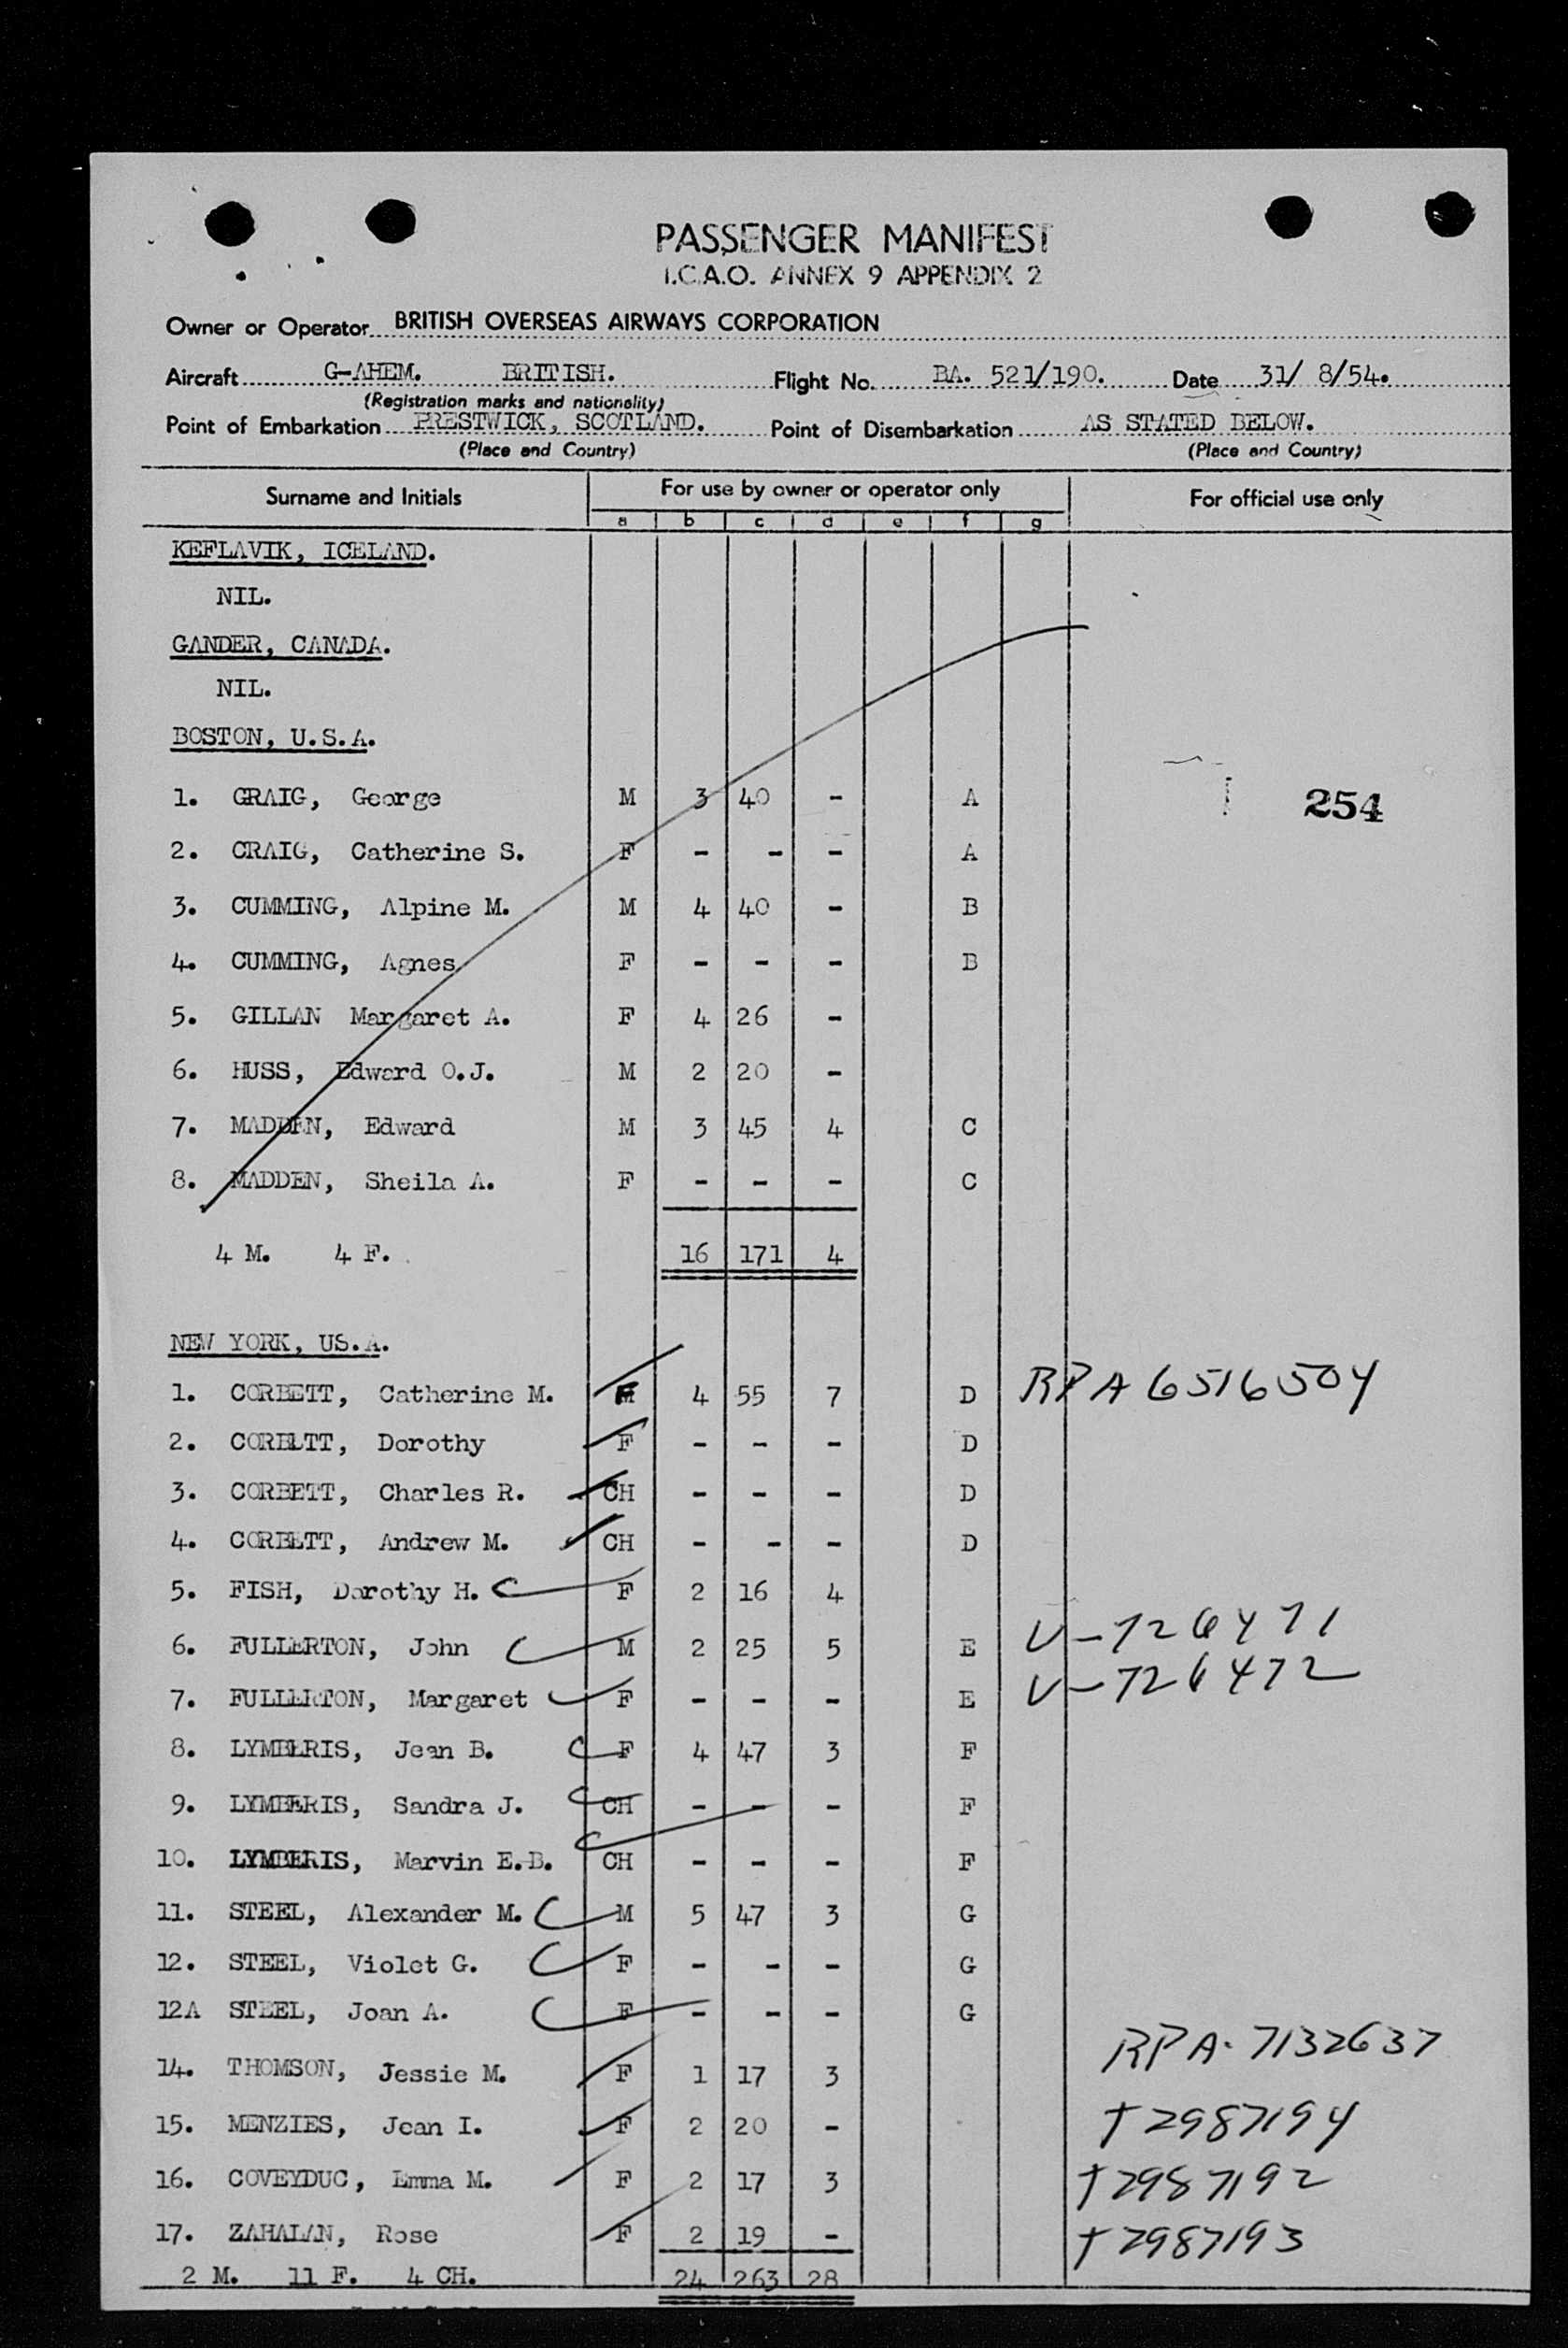 PASSENGER MANIFEST
I.C.A.O. ANNEX 9 APPENDIX 2
Owner or Operator BRITISH OVERSEAS AIRWAYS CORPORATION
Aircraft G-AHEM. BRITISH. Flight No. BA. 521/190. Date 31/ 8/54.
(Registration marks and nationality)
Point of Embarkation PRESTWICK, SCOTLAND. Point of Disembarkation AS STATED BELOW.
(Place and Country) (Place and Country)
Surname and Initials For use by owner or operator only For official use only
a b c d e f g
KEFLAVIK, ICELAND.
NIL.
GANDER, CANADA.
NIL.
BOSTON, U.S.A.
1. GRAIG, George M 3 40 - A 254
2. CRAIG, Catherine S. F - - - A
3. CUMMING, Alpine M. M 4 40 - B
4. CUMMING, Agnes F - - - B
5. GILLAN Margaret A. F 4 26 -
6. HUSS, Edward O.J. M 2 20 -
7. MADDEN, Edward M 3 45 4 C
8. MADDEN, Sheila A. F - - - C
4 M. 4 F. 16 171 4
NEW YORK, US.A.
1. CORBETT, Catherine M. F 4 55 7 D RPA 6516504
2. CORBETT, Dorothy F - - - D
3. CORBETT, Charles R. CH - - - D
4. CORBETT, Andrew M. CH - - - D
5. FISH, Dorothy H. F 2 16 4
6. FULLERTON, John M 2 25 5 E V-726471
7. FULLERTON, Margaret F - - - E V-726472
8. LYMBERIS, Jean B. F 4 47 3 F
9. LYMBERIS, Sandra J. CH - - - F
10. LYMBERIS, Marvin E.B. CH - - - F
11. STEEL, Alexander M. M 5 47 3 G
12. STEEL, Violet G. F - - - G
12A STEEL, Joan A. F - - - G
14. THOMSON, Jessie M. F 1 17 3 RPA-7132637
15. MENZIES, Jean I. F 2 20 - T2987194
16. COVEYDUC, Emma M. F 2 17 3 T2987192
17. ZAHALAN, Rose F 2 19 - T2987193
2 M. 11 F. 4 CH. 24 263 28